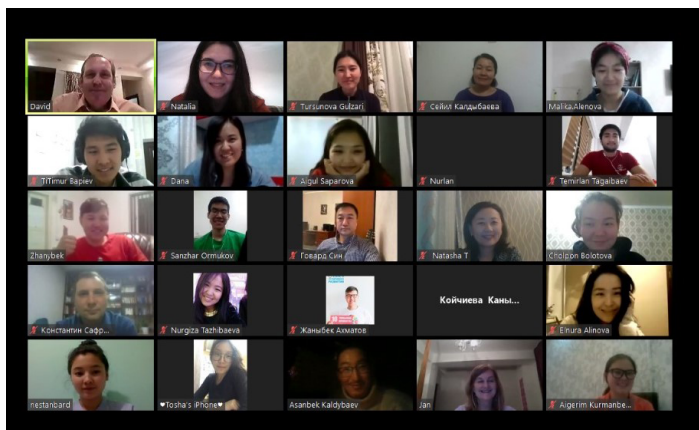 David
Natalia
Tursunova Gulzari
Сейил Калдыбаева
Malika.Alenova
TiTimur Bapiev
Dana
Aigul Saparova
Nurlan
Temirlan Tagaibaev
Zhanybek
Sanzhar Ormukov
Говард Син
Natasha T
Cholpon Bolotova
Константин Сафр...
Nurgiza Tazhibaeva
Жаныбек Ахматов
Койчиева Каны...
Elnura Alinova
nestanbard
♥Tosha's iPhone♥
Asanbek Kaldybaev
Jan
Aigerim Kurmanbe...